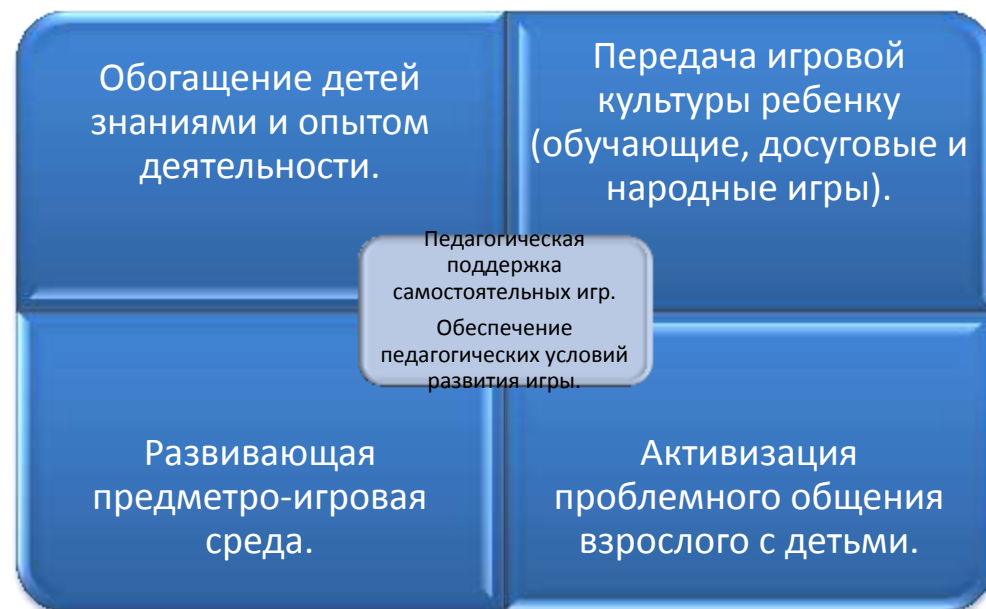 Обогащение детей
знаниями и опытом
деятельности.
Передача игровой
культуры ребенку
(обучающие, досуговые и
народные игры).
Педагогическая
поддержка
самостоятельных игр.
Обеспечение
педагогических условий
развития игры.
Развивающая
предметро-игровая
среда.
Активизация
проблемного общения
взрослого с детьми.